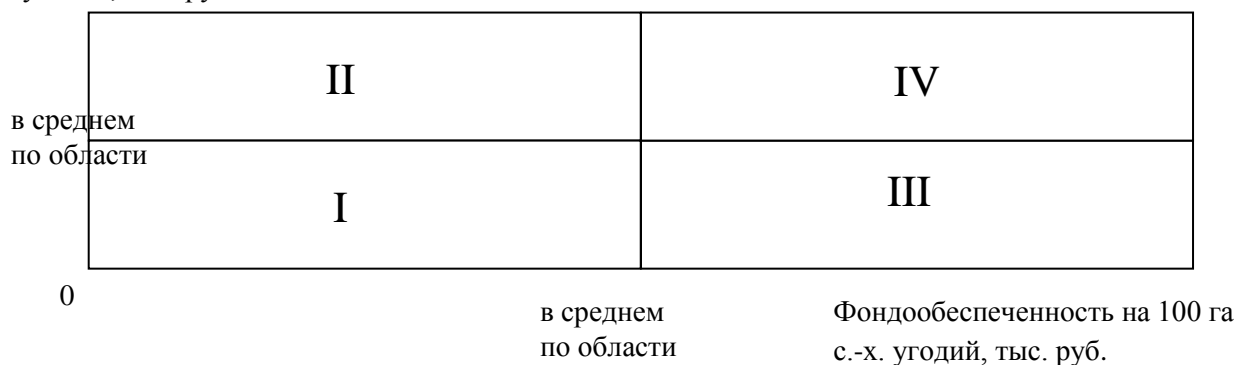 II
IV
в среднем
по области
I
III
0
в среднем
по области
Фондообеспеченность на 100 га
с.-х. угодий, тыс. руб.